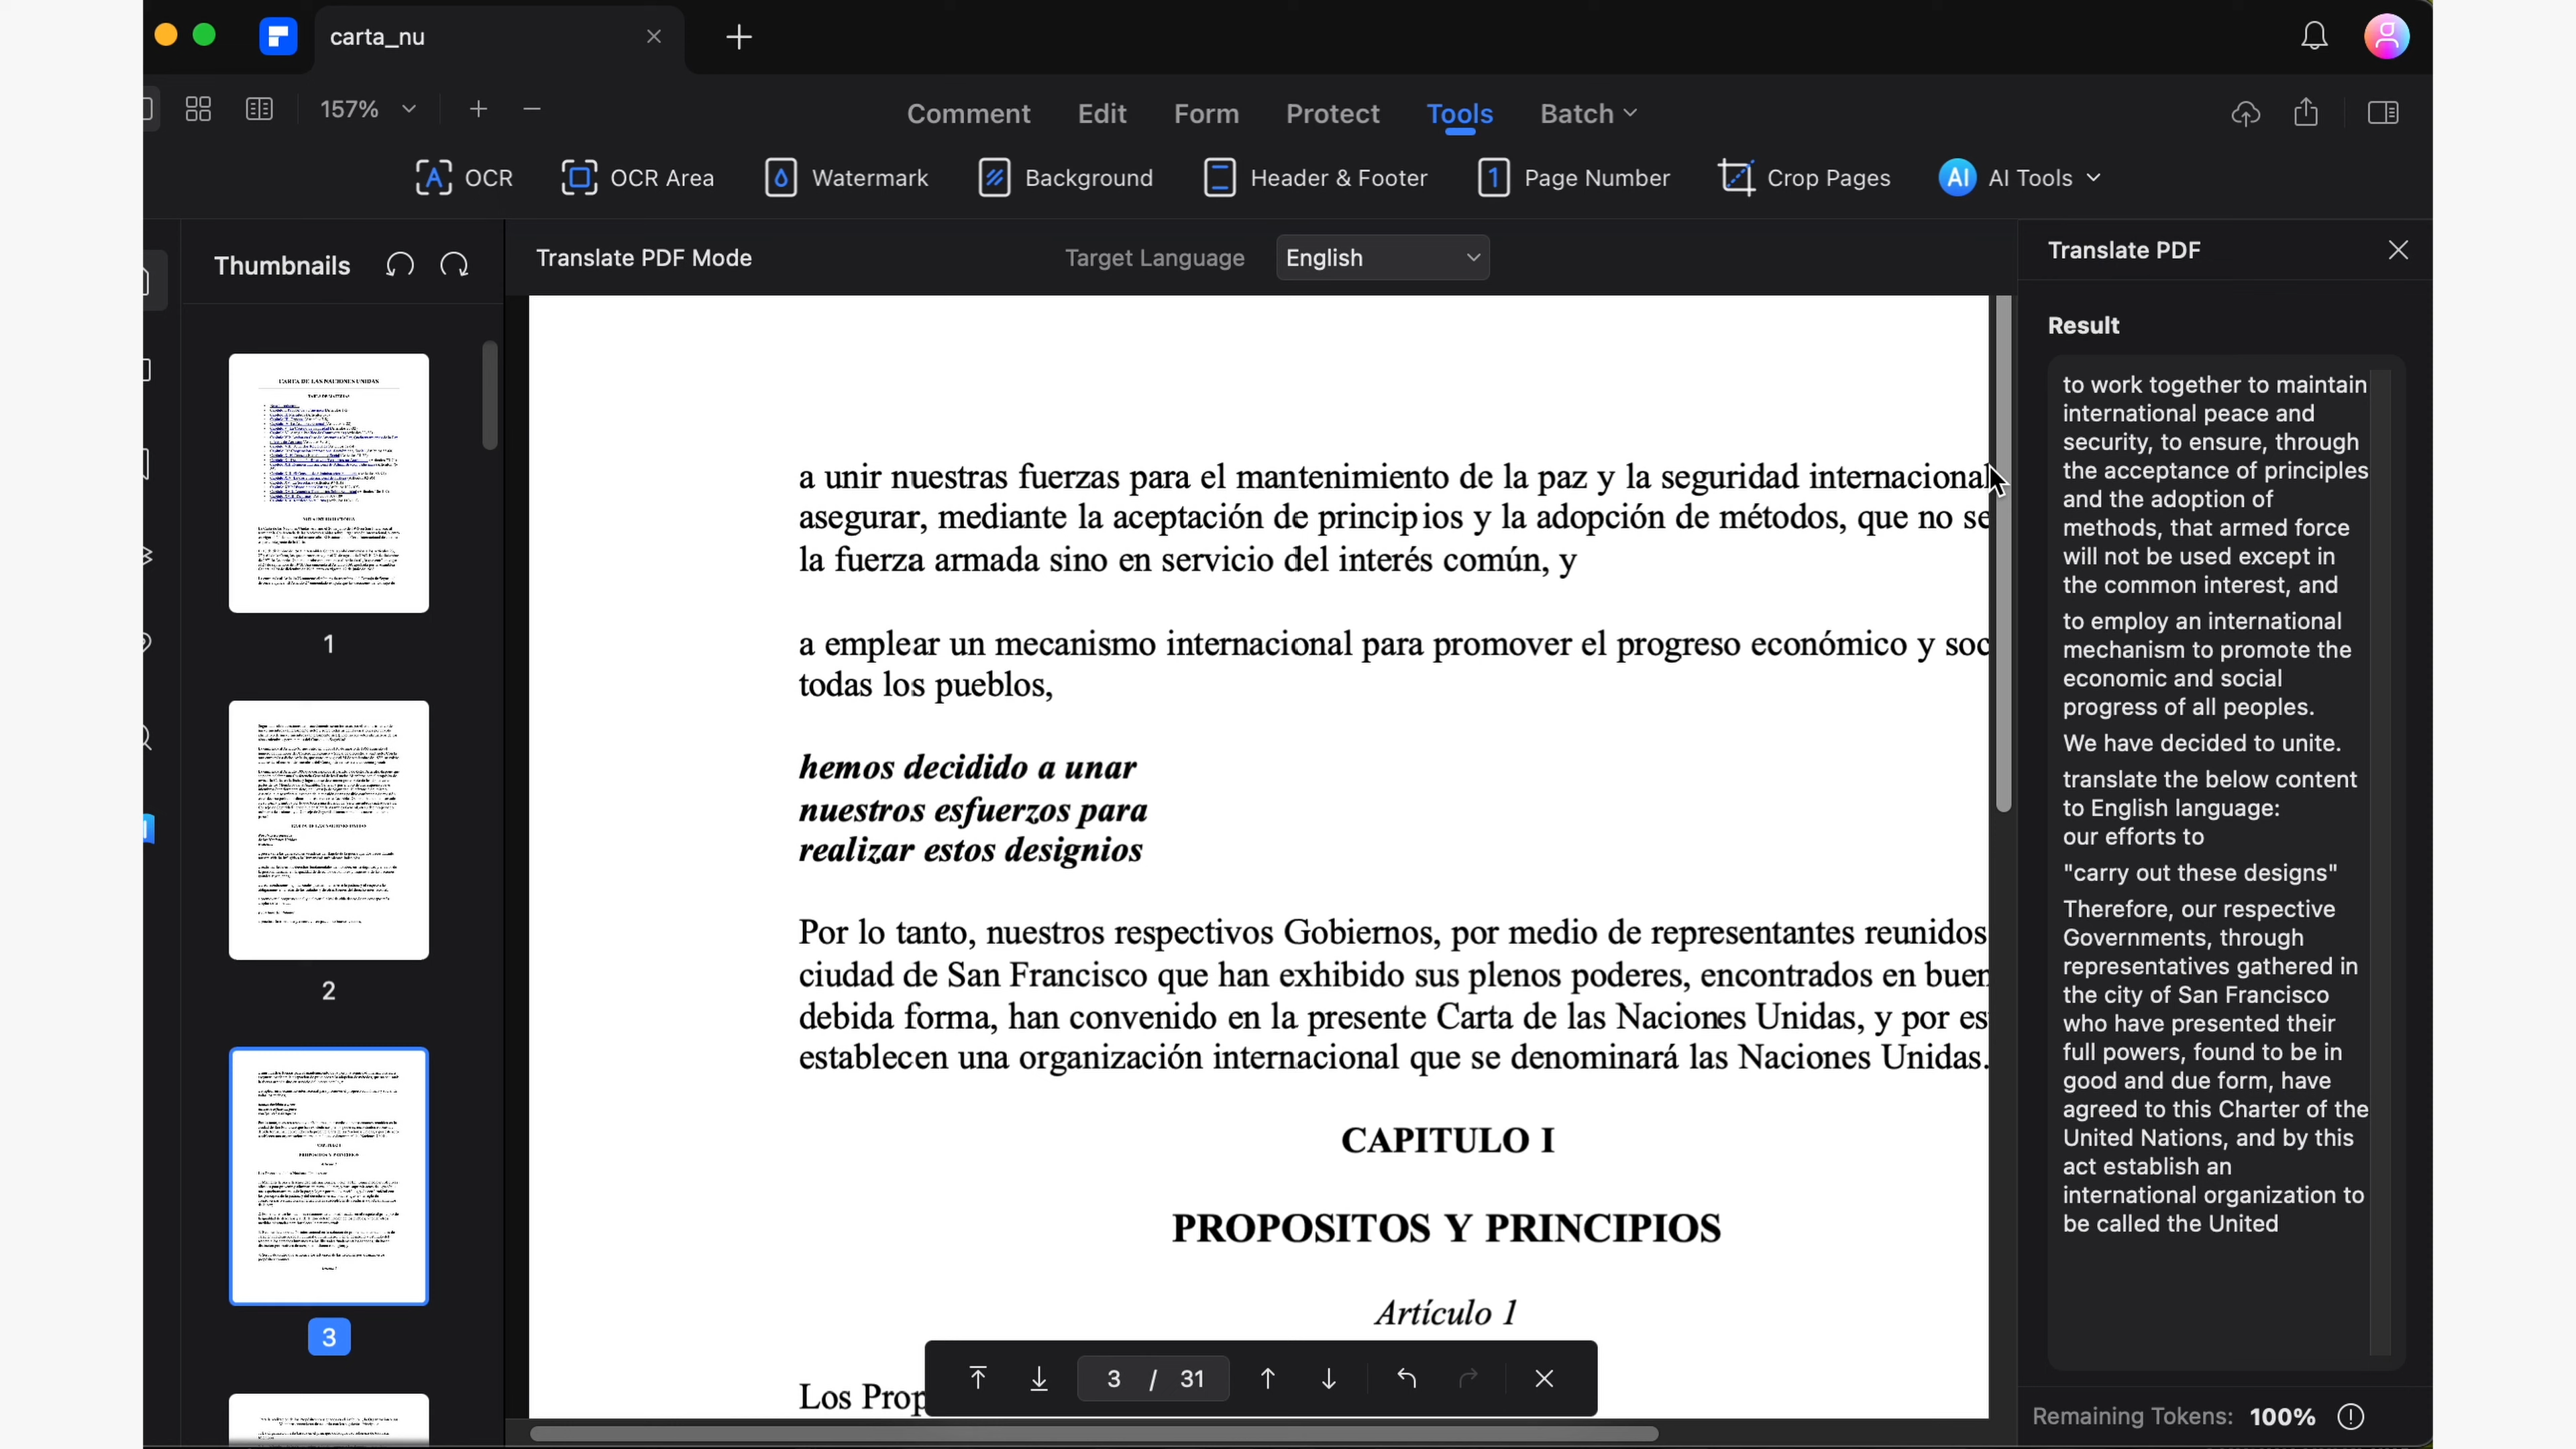 carta_nu
157%
Comment Edit Form Protect Tools Batch
OCR OCR Area Watermark Background Header & Footer Page Number Crop Pages AI AI Tools
Thumbnails
1
2
3
Translate PDF Mode
Target Language English
a unir nuestras fuerzas para el mantenimiento de la paz y la seguridad internacional
asegurar, mediante la aceptación de principios y la adopción de métodos, que no se
la fuerza armada sino en servicio del interés común, y
a emplear un mecanismo internacional para promover el progreso económico y soc
todas los pueblos,
hemos decidido a unar
nuestros esfuerzos para
realizar estos designios
Por lo tanto, nuestros respectivos Gobiernos, por medio de representantes reunidos
ciudad de San Francisco que han exhibido sus plenos poderes, encontrados en buen
debida forma, han convenido en la presente Carta de las Naciones Unidas, y por es
establecen una organización internacional que se denominará las Naciones Unidas.
CAPITULO I
PROPOSITOS Y PRINCIPIOS
Artículo 1
Los Prop
3 / 31
Translate PDF
Result
to work together to maintain
international peace and
security, to ensure, through
the acceptance of principles
and the adoption of
methods, that armed force
will not be used except in
the common interest, and
to employ an international
mechanism to promote the
economic and social
progress of all peoples.
We have decided to unite.
translate the below content
to English language:
our efforts to
"carry out these designs"
Therefore, our respective
Governments, through
representatives gathered in
the city of San Francisco
who have presented their
full powers, found to be in
good and due form, have
agreed to this Charter of the
United Nations, and by this
act establish an
international organization to
be called the United
Remaining Tokens: 100%